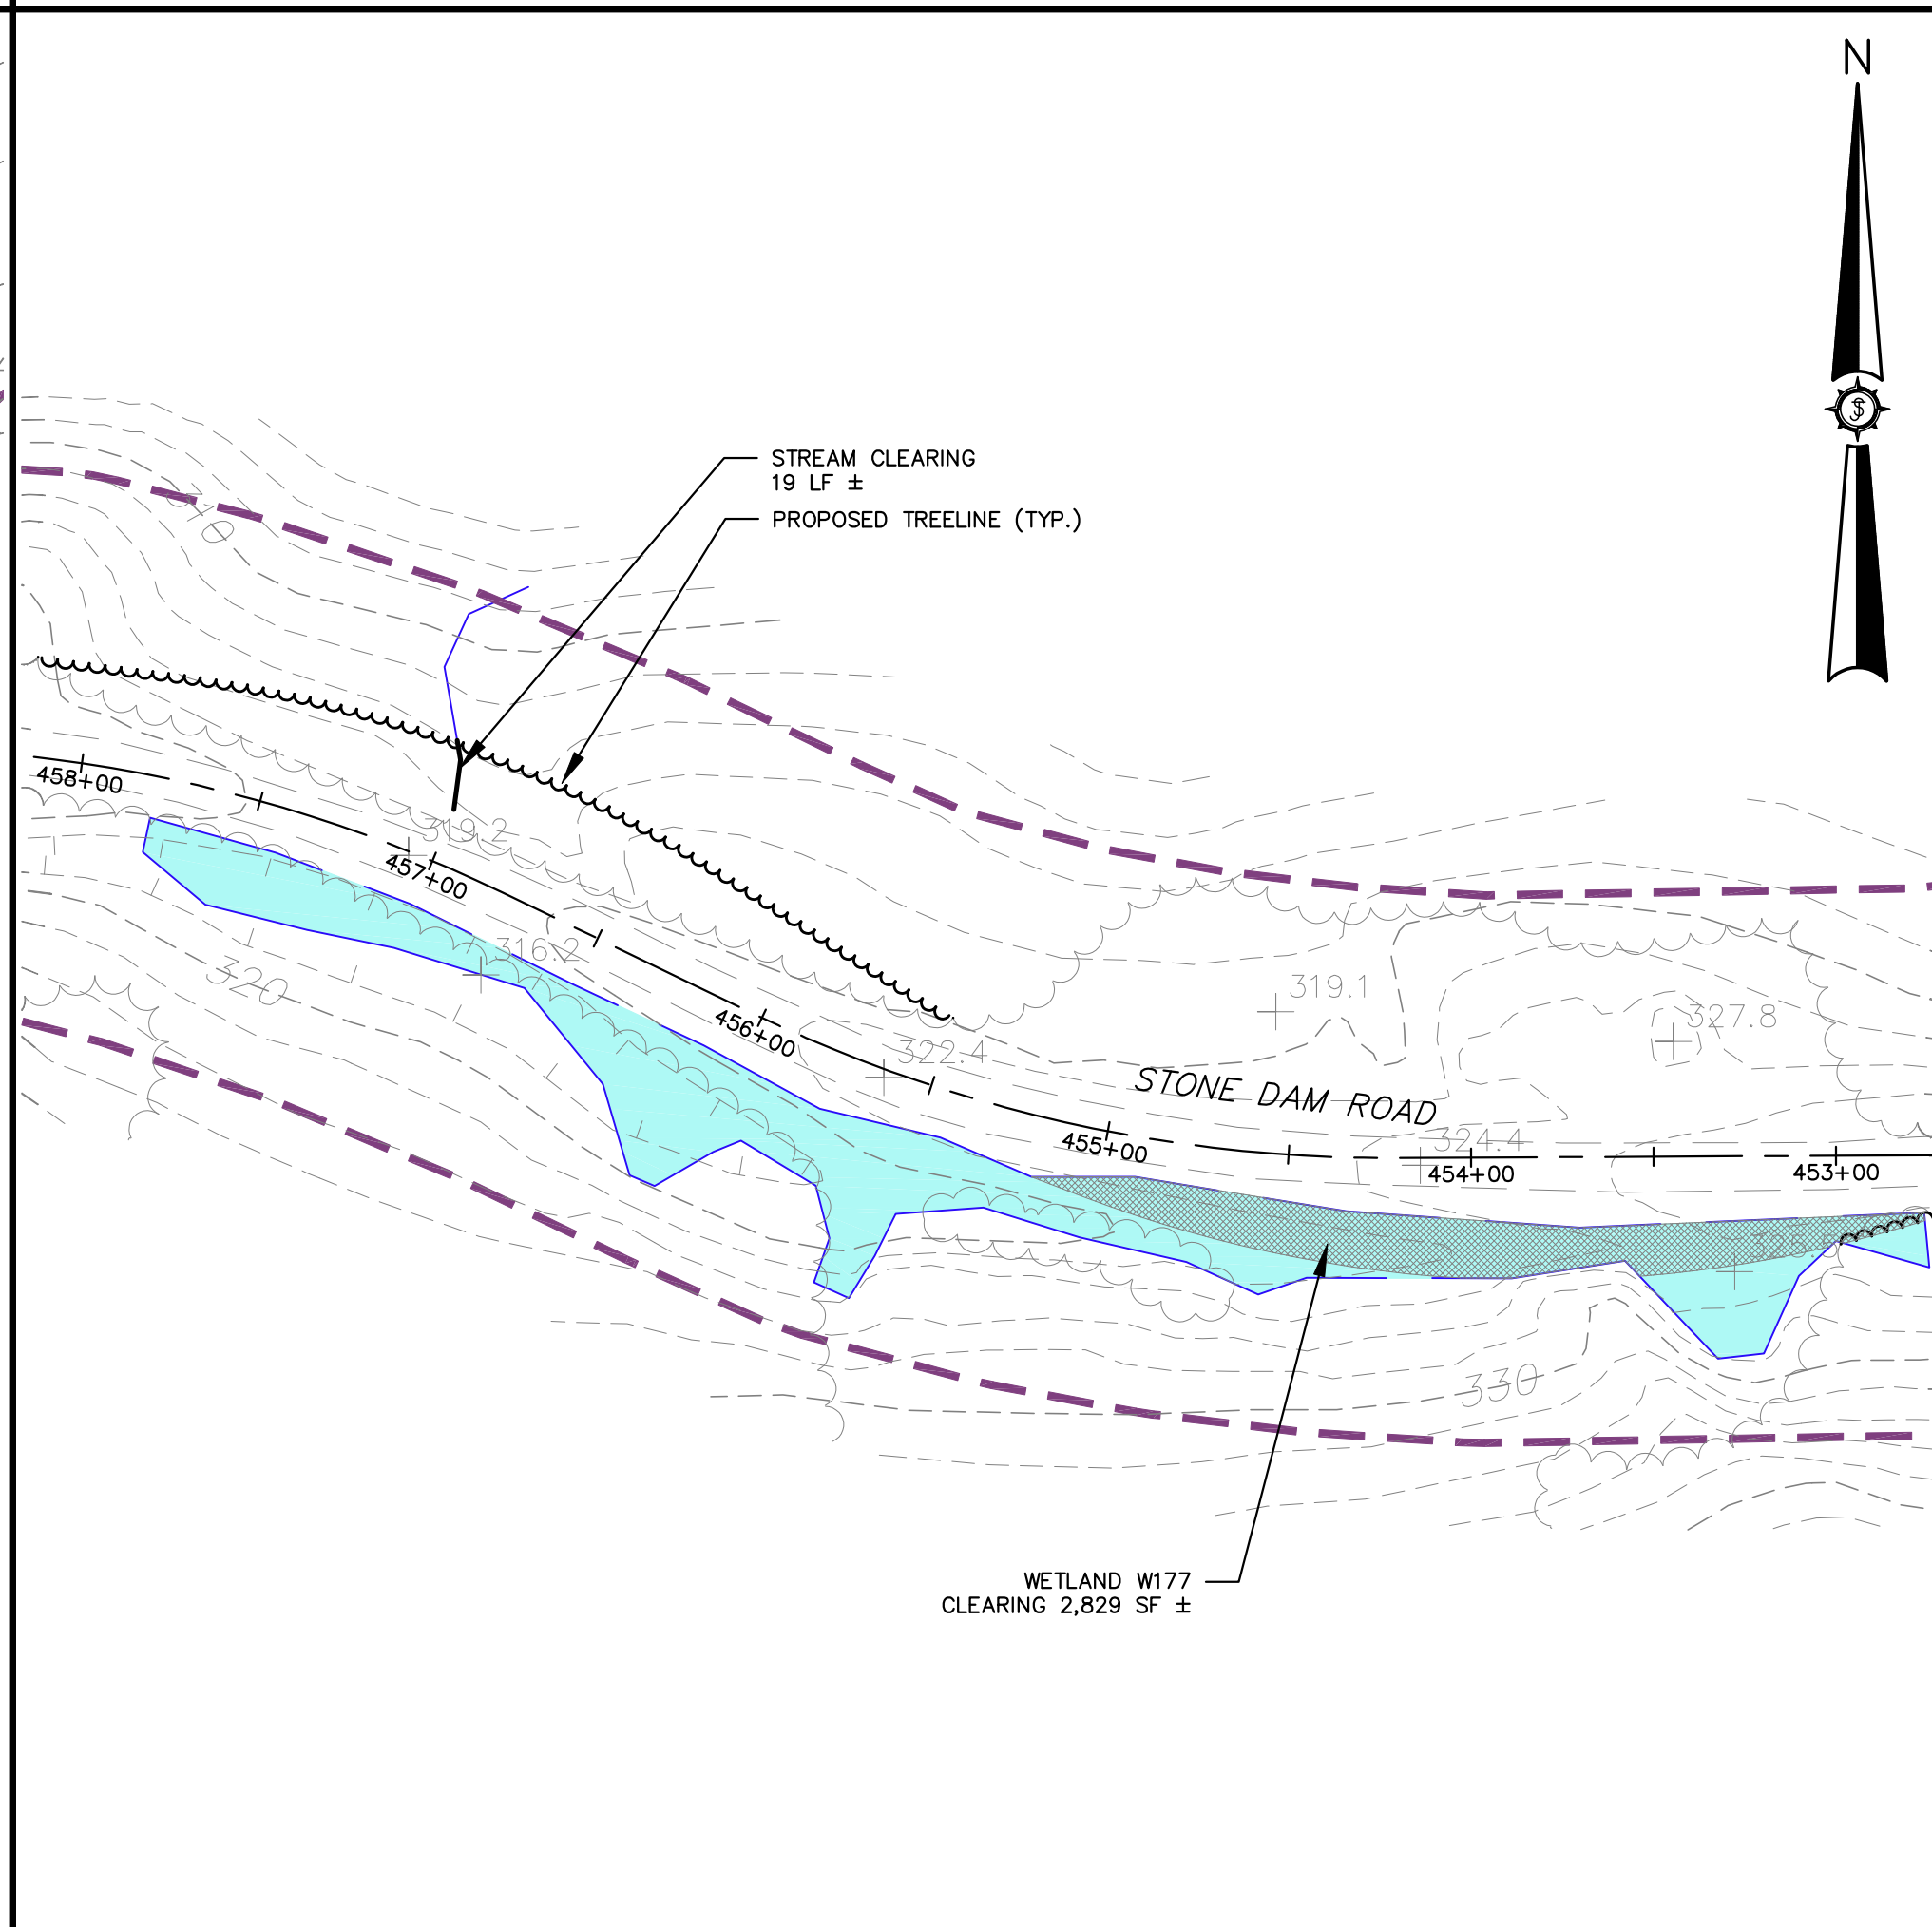 N
STREAM CLEARING
19 LF ±
PROPOSED TREELINE (TYP.)
340
458+00
319.2
457+00
316.2
320
456+00
322.4
319.1
327.8
STONE DAM ROAD
455+00
324.4
454+00
453+00
330
WETLAND W177
CLEARING 2,829 SF ±